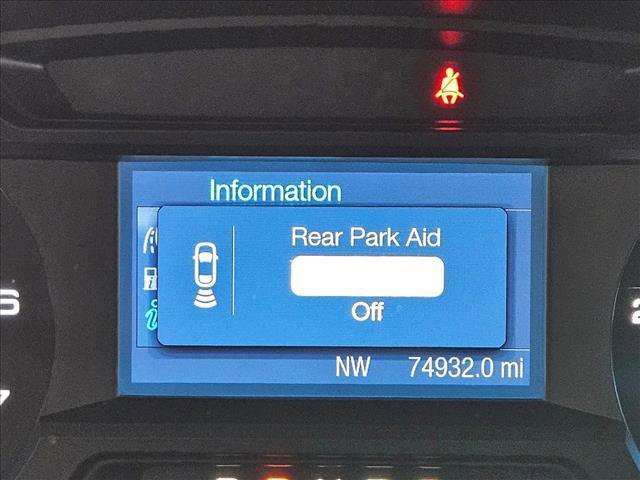 Information
Rear Park Aid
Off
NW 74932.0 mi